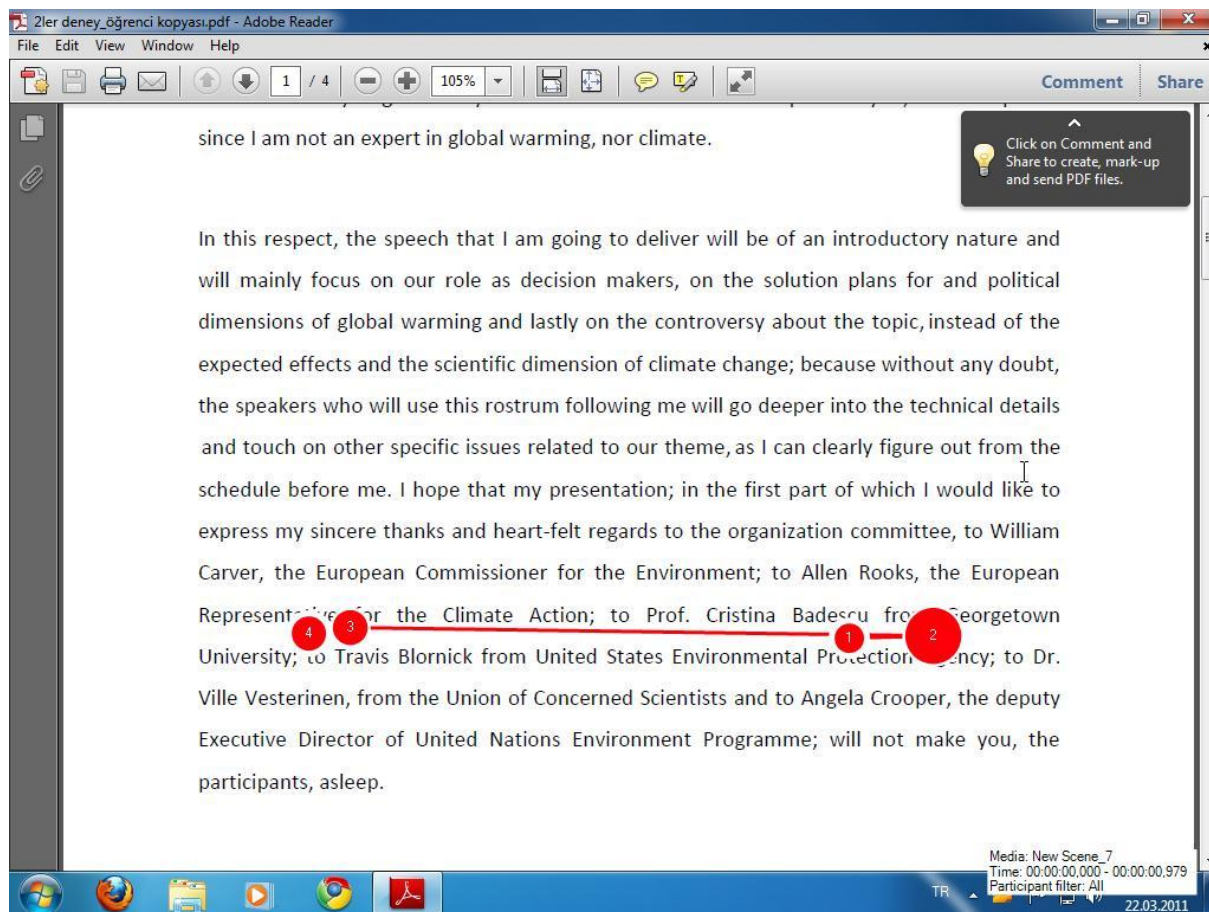 2ler deney_öğrenci kopyası.pdf - Adobe Reader
File Edit View Window Help
1 / 4 105% Comment Share
since I am not an expert in global warming, nor climate.
Click on Comment and
Share to create, mark-up
and send PDF files.
In this respect, the speech that I am going to deliver will be of an introductory nature and
will mainly focus on our role as decision makers, on the solution plans for and political
dimensions of global warming and lastly on the controversy about the topic, instead of the
expected effects and the scientific dimension of climate change; because without any doubt,
the speakers who will use this rostrum following me will go deeper into the technical details
and touch on other specific issues related to our theme, as I can clearly figure out from the
schedule before me. I hope that my presentation; in the first part of which I would like to
express my sincere thanks and heart-felt regards to the organization committee, to William
Carver, the European Commissioner for the Environment; to Allen Rooks, the European
Representative for the Climate Action; to Prof. Cristina Badescu from Georgetown
4 3 1 2
University; to Travis Blornick from United States Environmental Protection Agency; to Dr.
Ville Vesterinen, from the Union of Concerned Scientists and to Angela Crooper, the deputy
Executive Director of United Nations Environment Programme; will not make you, the
participants, asleep.
Media: New Scene_7
Time: 00:00:00,000 - 00:00:00,979
Participant filter: All
TR
22.03.2011